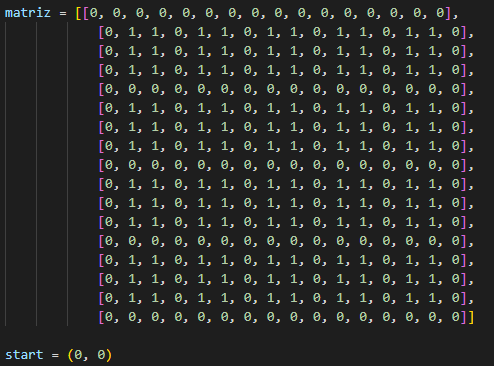 matriz = [[0, 0, 0, 0, 0, 0, 0, 0, 0, 0, 0, 0, 0, 0, 0, 0],
[0, 1, 1, 0, 1, 1, 0, 1, 1, 0, 1, 1, 0, 1, 1, 0],
[0, 1, 1, 0, 1, 1, 0, 1, 1, 0, 1, 1, 0, 1, 1, 0],
[0, 1, 1, 0, 1, 1, 0, 1, 1, 0, 1, 1, 0, 1, 1, 0],
[0, 0, 0, 0, 0, 0, 0, 0, 0, 0, 0, 0, 0, 0, 0, 0],
[0, 1, 1, 0, 1, 1, 0, 1, 1, 0, 1, 1, 0, 1, 1, 0],
[0, 1, 1, 0, 1, 1, 0, 1, 1, 0, 1, 1, 0, 1, 1, 0],
[0, 1, 1, 0, 1, 1, 0, 1, 1, 0, 1, 1, 0, 1, 1, 0],
[0, 0, 0, 0, 0, 0, 0, 0, 0, 0, 0, 0, 0, 0, 0, 0],
[0, 1, 1, 0, 1, 1, 0, 1, 1, 0, 1, 1, 0, 1, 1, 0],
[0, 1, 1, 0, 1, 1, 0, 1, 1, 0, 1, 1, 0, 1, 1, 0],
[0, 1, 1, 0, 1, 1, 0, 1, 1, 0, 1, 1, 0, 1, 1, 0],
[0, 0, 0, 0, 0, 0, 0, 0, 0, 0, 0, 0, 0, 0, 0, 0],
[0, 1, 1, 0, 1, 1, 0, 1, 1, 0, 1, 1, 0, 1, 1, 0],
[0, 1, 1, 0, 1, 1, 0, 1, 1, 0, 1, 1, 0, 1, 1, 0],
[0, 1, 1, 0, 1, 1, 0, 1, 1, 0, 1, 1, 0, 1, 1, 0],
[0, 0, 0, 0, 0, 0, 0, 0, 0, 0, 0, 0, 0, 0, 0, 0]]
start = (0, 0)